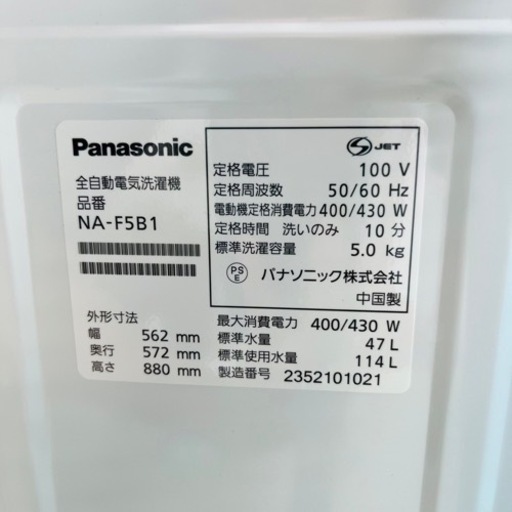 Panasonic
全自動電気洗濯機
品番
NA-F5B1
外形寸法
幅 562 mm
奥行 572 mm
高さ 880 mm
S JET
定格電圧 100 V
定格周波数 50/60 Hz
電動機定格消費電力 400/430 W
定格時間 洗いのみ 10 分
標準洗濯容量 5.0 kg
PS E パナソニック株式会社
中国製
最大消費電力 400/430 W
標準水量 47 L
標準使用水量 114 L
製造番号 2352101021